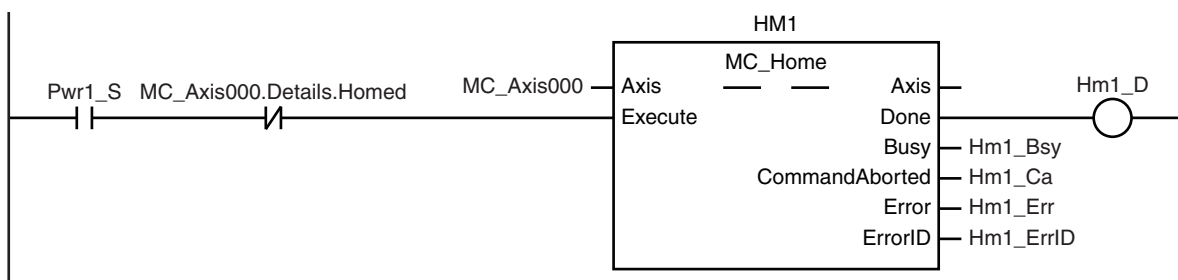 HM1
MC_Home
Pwr1_S MC_Axis000.Details.Homed MC_Axis000 Axis Axis Hm1_D
Execute Done
Busy Hm1_Bsy
CommandAborted Hm1_Ca
Error Hm1_Err
ErrorID Hm1_ErrID